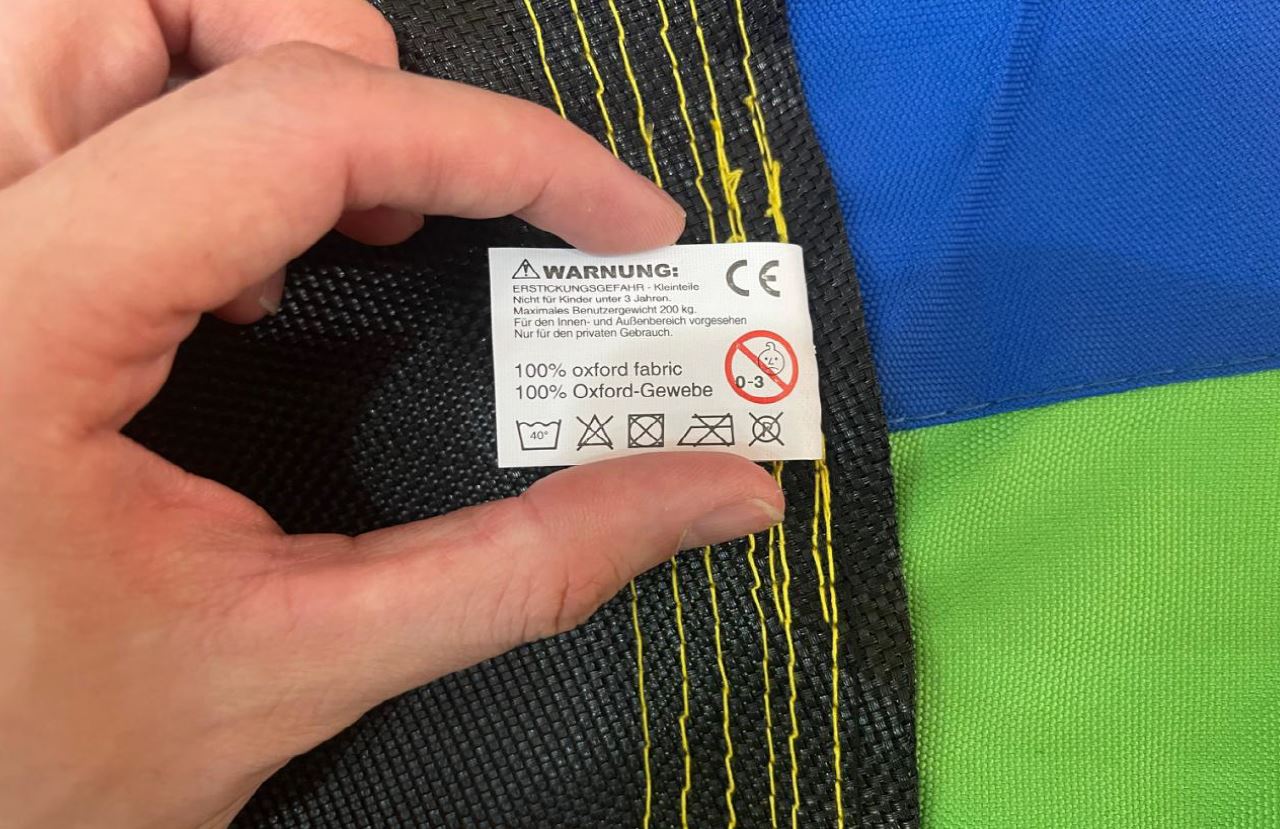 WARNUNG:
CE
ERSTICKUNGSGEFAHR - Kleinteile
Nicht für Kinder unter 3 Jahren.
Maximales Benutzergewicht 200 kg.
Für den Innen- und Außenbereich vorgesehen
Nur für den privaten Gebrauch.
0-3
100% oxford fabric
100% Oxford-Gewebe
40°
P